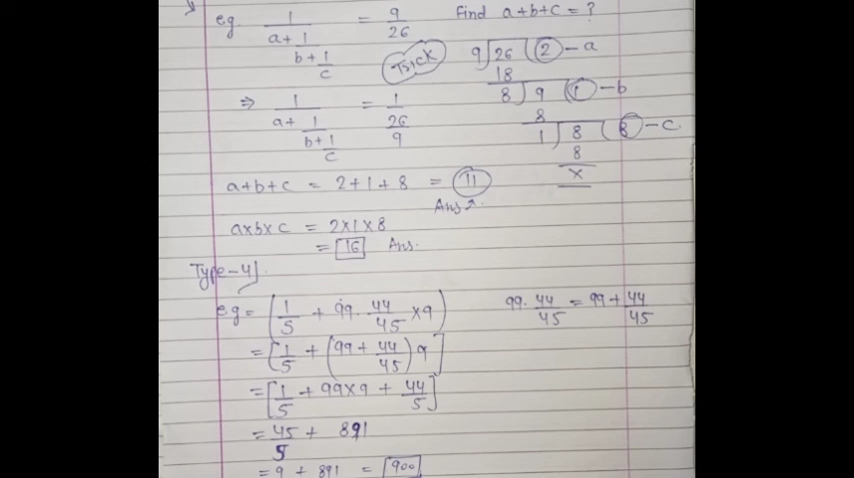 eg. 1/(a+1/(b+1/c)) = 9/26 Find a+b+c = ?
Trick
9 ) 26 ( 2 – a
18
8 ) 9 ( 1 – b
8
1 ) 8 ( 8 – c.
8
x
⇒ 1/(a+1/(b+1/c)) = 1/(26/9)
a+b+c = 2+1+8 = 11
Ans.
axbxc = 2x1x8
= 16 Ans.
Type-4].
eg = [1/5 + 99. 44/45 x9) 99. 44/45 = 99 + 44/45
= [1/5 + (99 + 44/45) 9]
= [1/5 + 99x9 + 44/5]
= 45/5 + 891
= 9 + 891 = 900